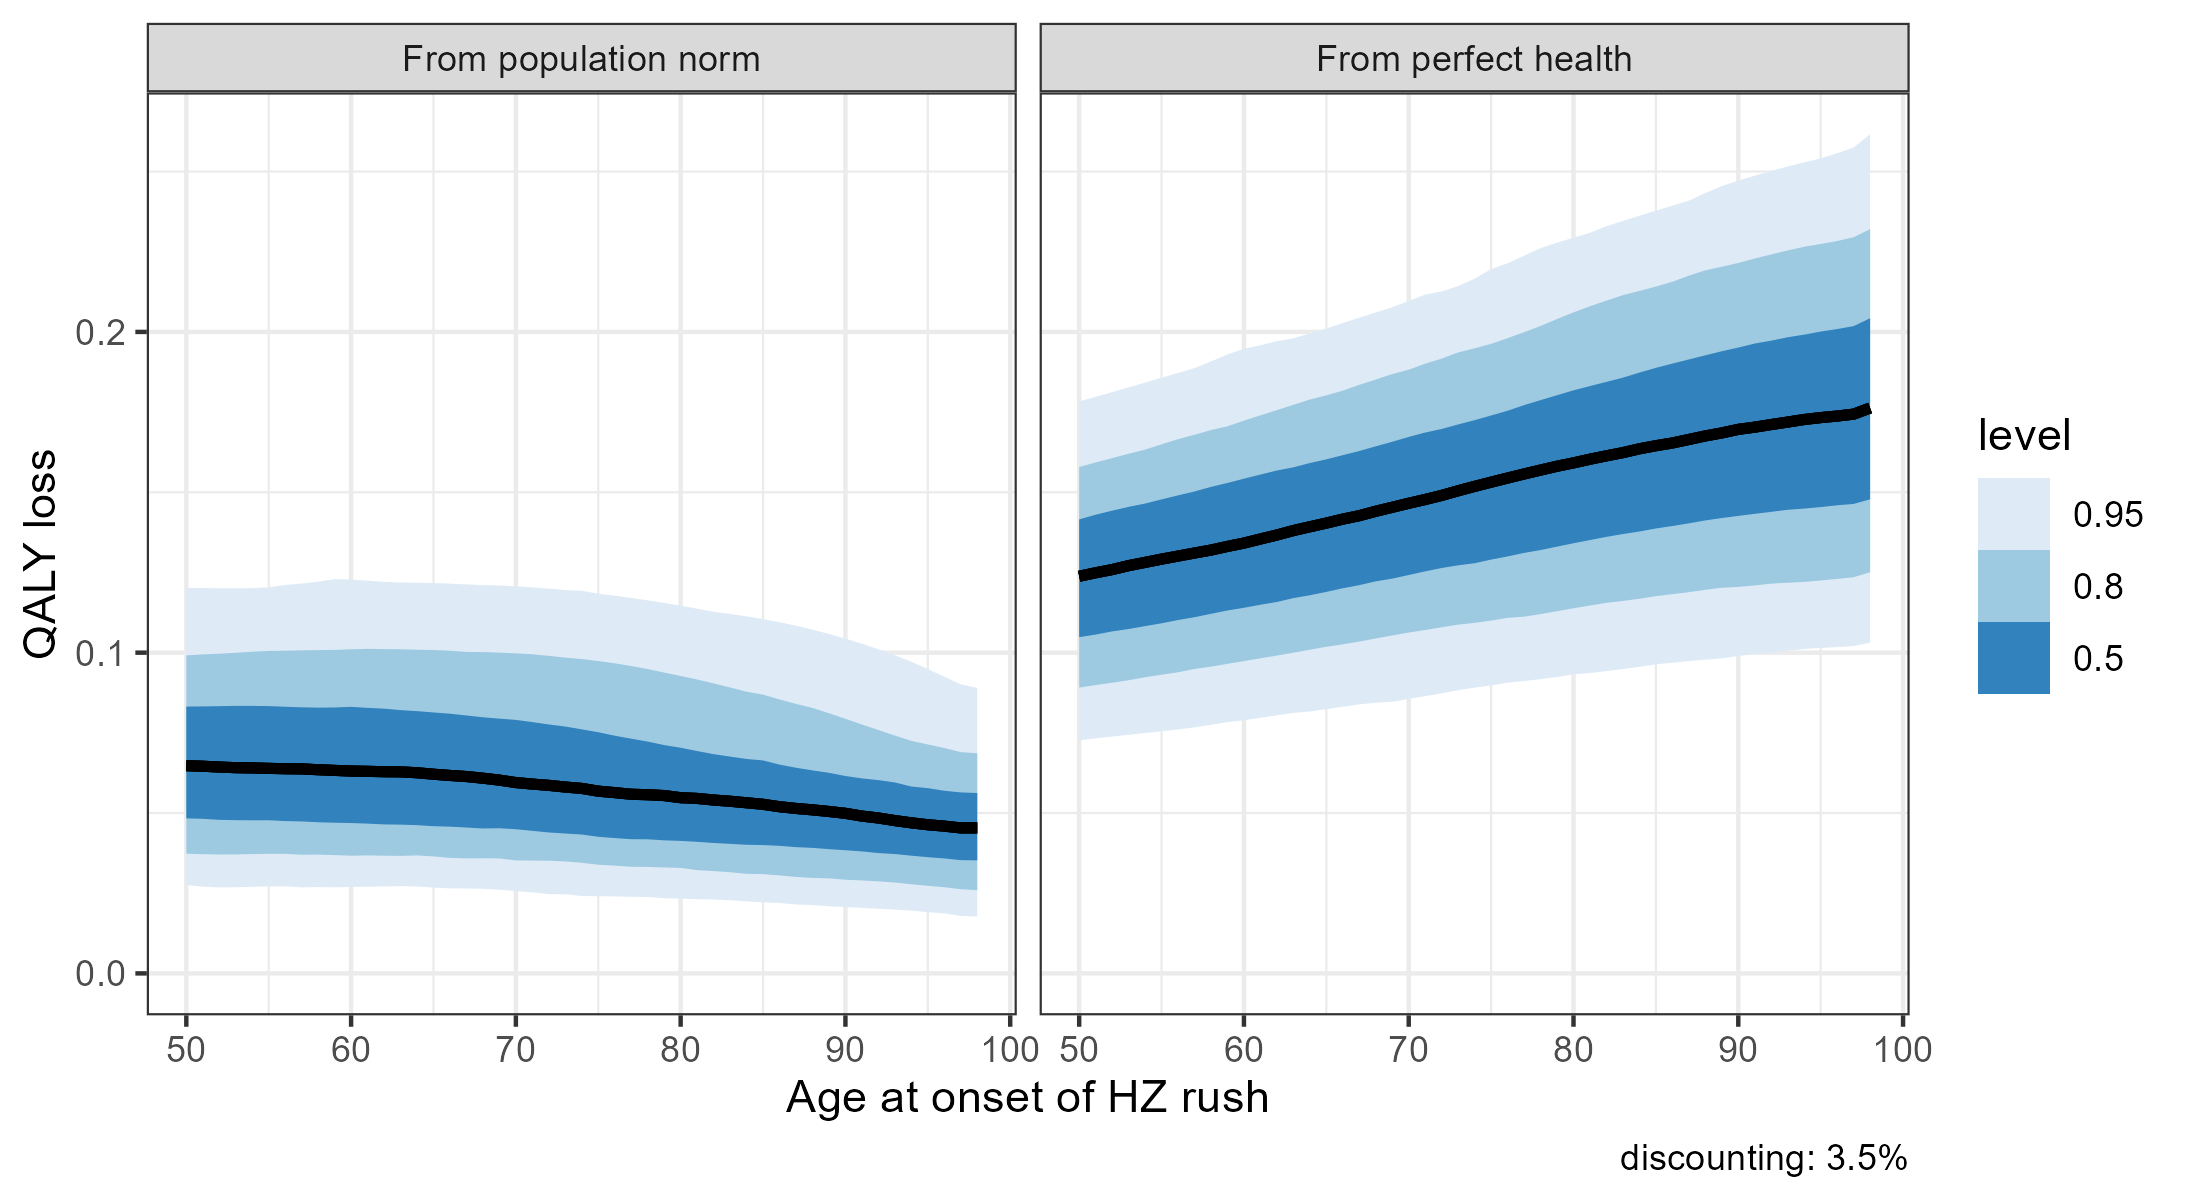 From population norm
From perfect health
QALY loss
0.2
0.1
0.0
50 60 70 80 90 100
50 60 70 80 90 100
Age at onset of HZ rush
level
0.95
0.8
0.5
discounting: 3.5%